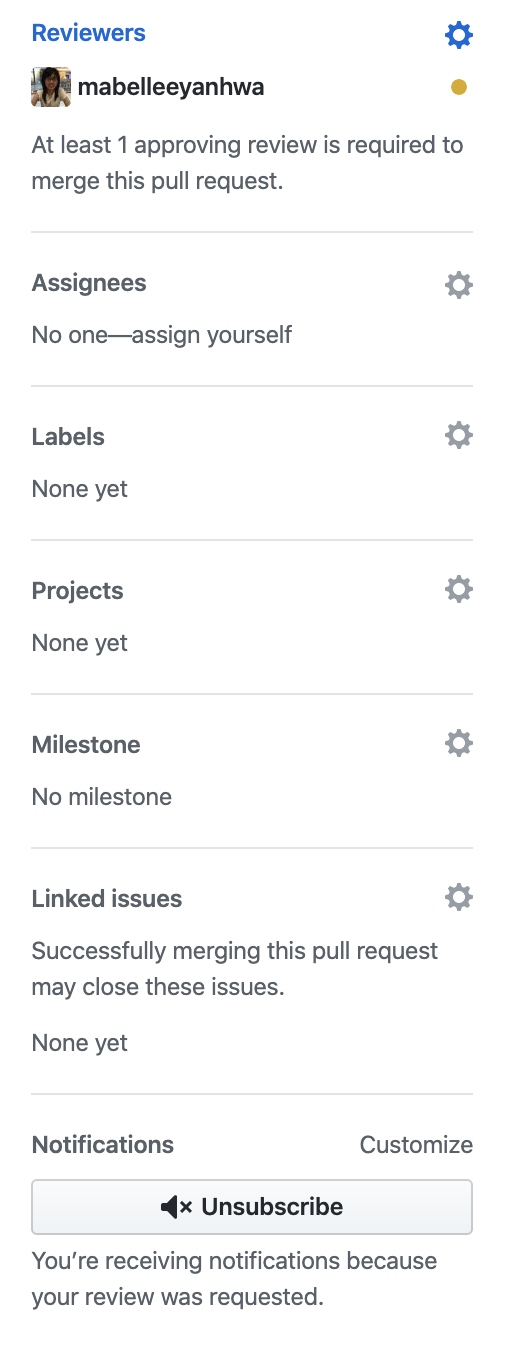 Reviewers
mabelleeyanhwa
At least 1 approving review is required to
merge this pull request.
Assignees
No one—assign yourself
Labels
None yet
Projects
None yet
Milestone
No milestone
Linked issues
Successfully merging this pull request
may close these issues.
None yet
Notifications Customize
Unsubscribe
You’re receiving notifications because
your review was requested.